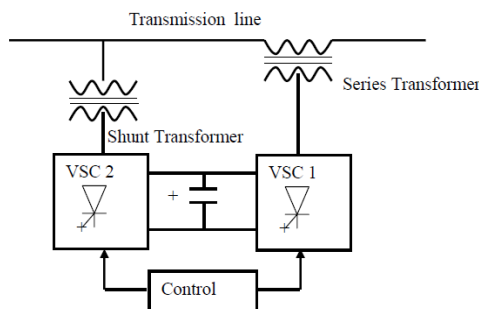 Transmission line
Series Transformer
Shunt Transformer
VSC 2
VSC 1
+
Control